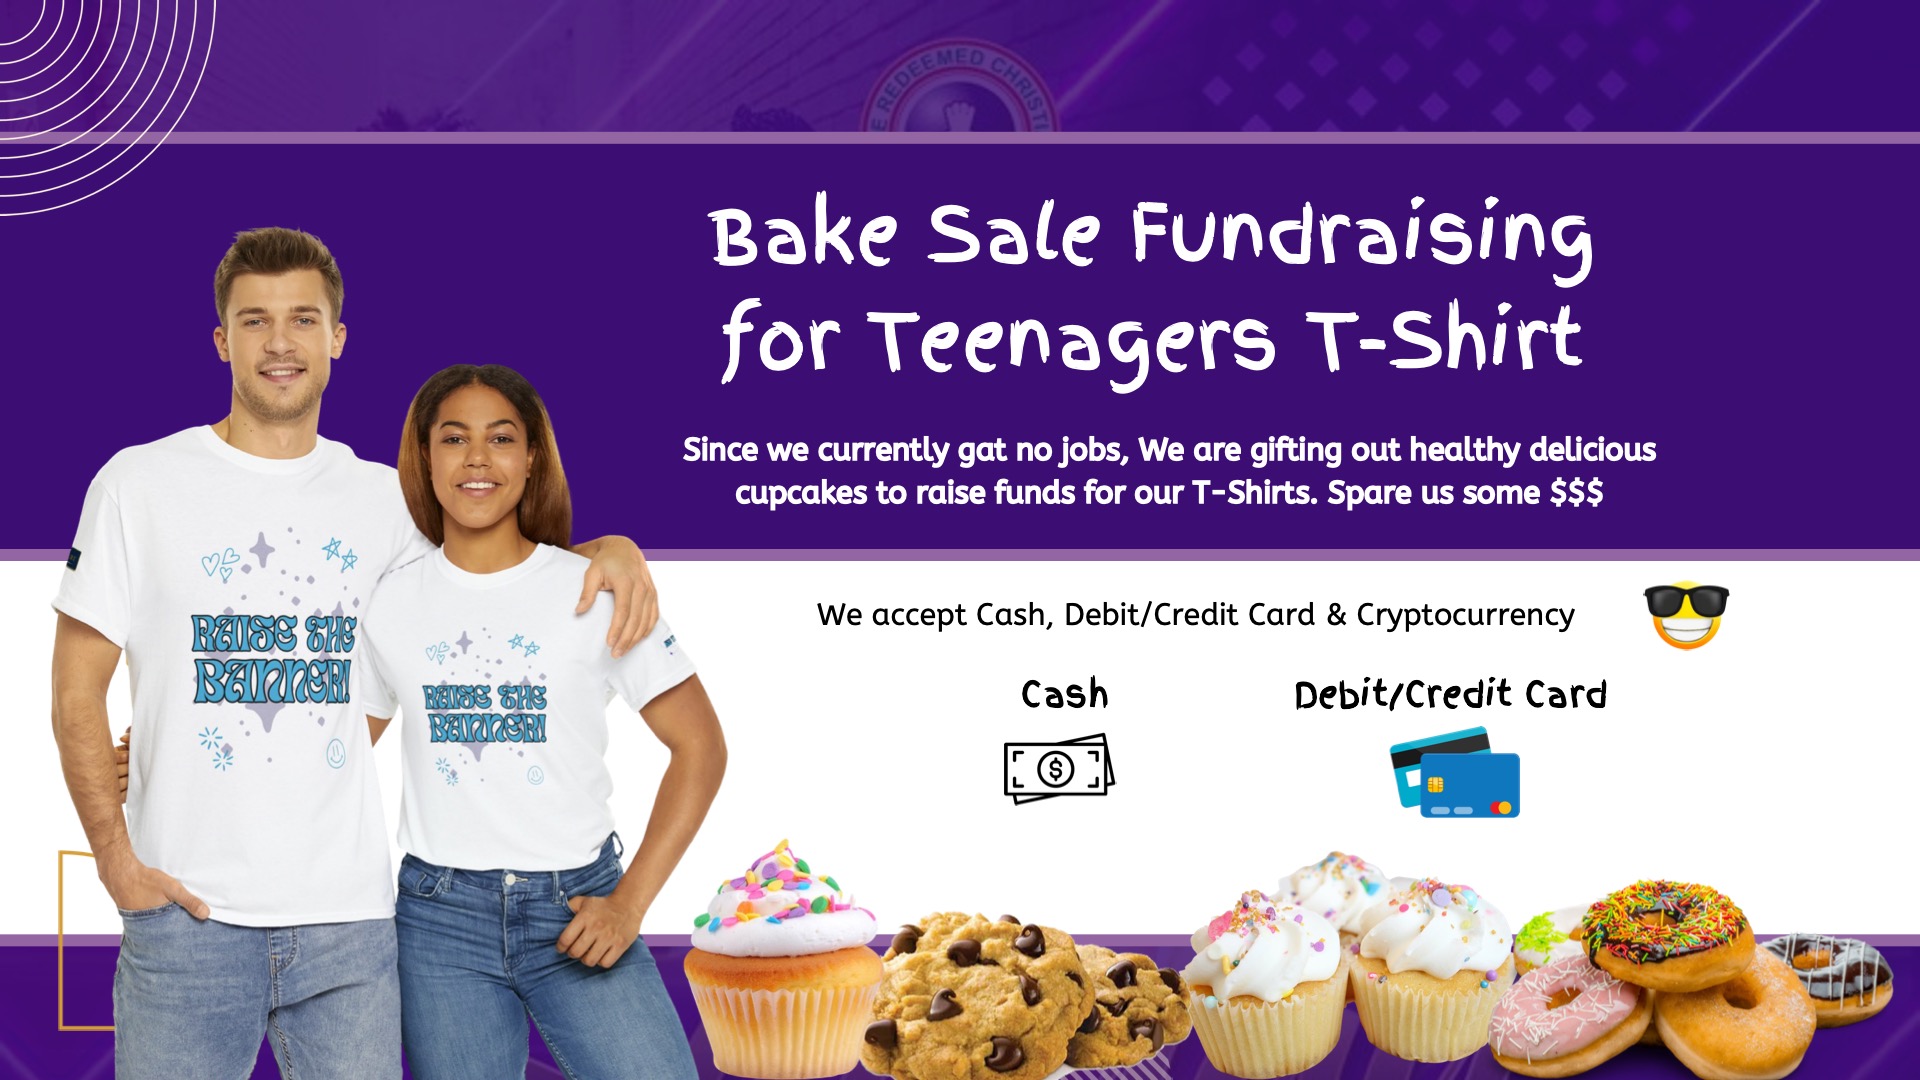 E REDEEMED CHRISTI
Bake Sale Fundraising
for Teenagers T-Shirt
Since we currently gat no jobs, We are gifting out healthy delicious
cupcakes to raise funds for our T-Shirts. Spare us some $$$
We accept Cash, Debit/Credit Card & Cryptocurrency
Cash
Debit/Credit Card
$
RAISE THE
BANNER!
RAISE THE
BANNER!